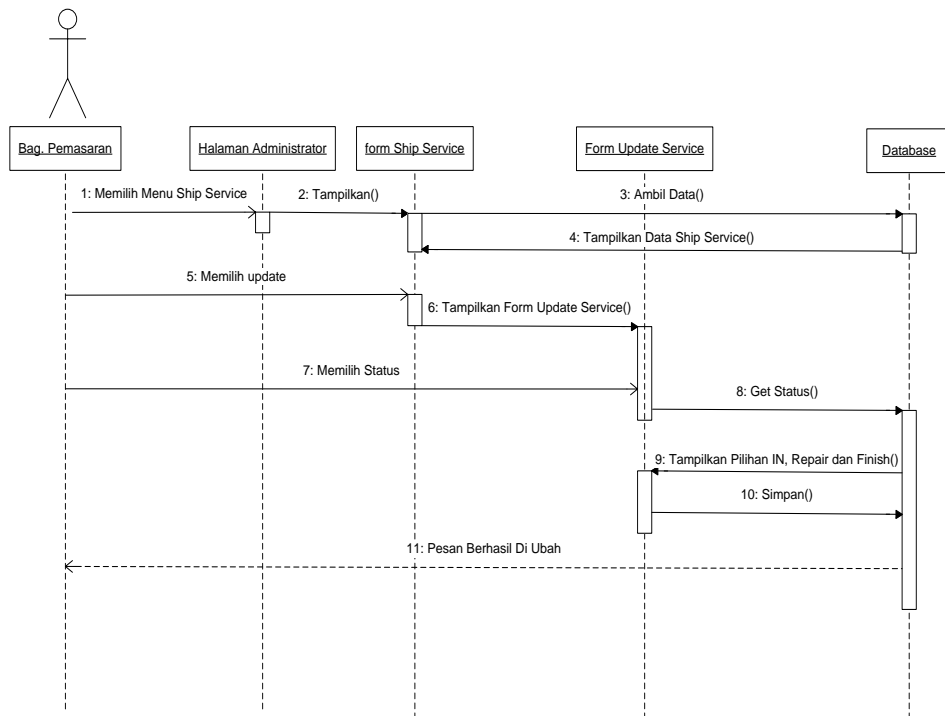 Bag. Pemasaran
Halaman Administrator
form Ship Service
Form Update Service
Database
1: Memilih Menu Ship Service
2: Tampilkan()
3: Ambil Data()
4: Tampilkan Data Ship Service()
5: Memilih update
6: Tampilkan Form Update Service()
7: Memilih Status
8: Get Status()
9: Tampilkan Pilihan IN, Repair dan Finish()
10: Simpan()
11: Pesan Berhasil Di Ubah